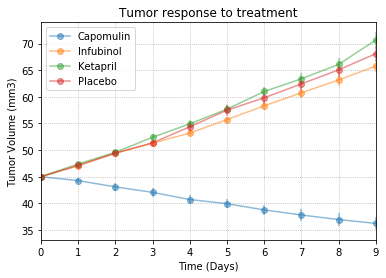 Tumor response to treatment
Capomulin
Infubinol
Ketapril
Placebo
Tumor Volume (mm3)
70
65
60
55
50
45
40
35
0 1 2 3 4 5 6 7 8 9
Time (Days)